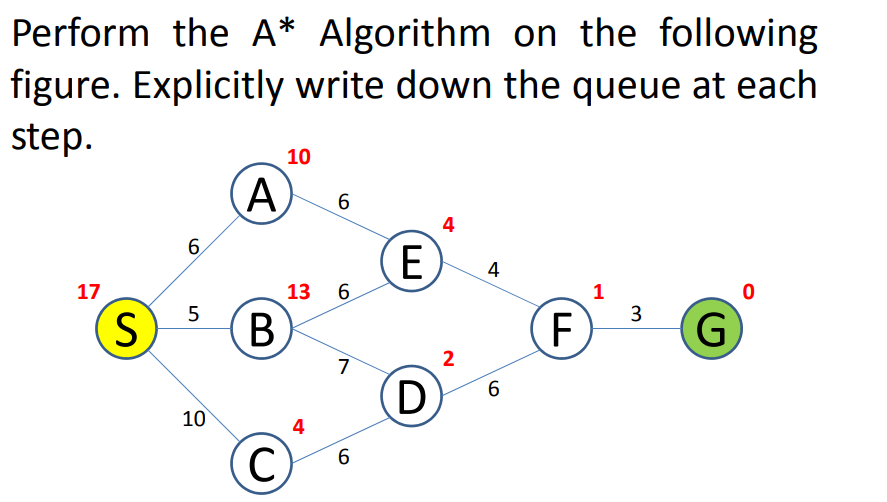 Perform the A* Algorithm on the following
figure. Explicitly write down the queue at each
step.
10
A
6
4
6
E
4
17
13
6
1
0
S
5
B
F
3
G
7
2
D
6
10
4
C
6